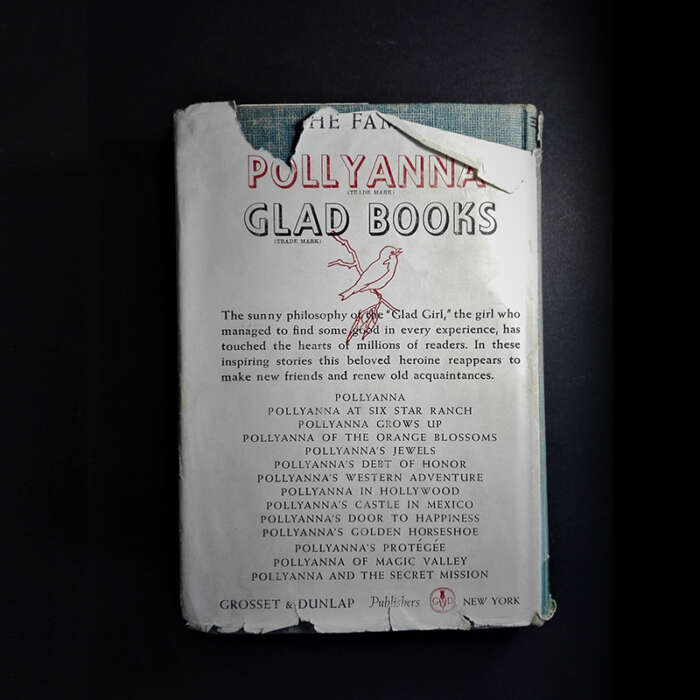 THE FAM
POLLYANNA
(TRADE MARK)
GLAD BOOKS
(TRADE MARK)
The sunny philosophy of the "Glad Girl," the girl who
managed to find some good in every experience, has
touched the hearts of millions of readers. In these
inspiring stories this beloved heroine reappears to
make new friends and renew old acquaintances.
POLLYANNA
POLLYANNA AT SIX STAR RANCH
POLLYANNA GROWS UP
POLLYANNA OF THE ORANGE BLOSSOMS
POLLYANNA'S JEWELS
POLLYANNA'S DEBT OF HONOR
POLLYANNA'S WESTERN ADVENTURE
POLLYANNA IN HOLLYWOOD
POLLYANNA'S CASTLE IN MEXICO
POLLYANNA'S DOOR TO HAPPINESS
POLLYANNA'S GOLDEN HORSESHOE
POLLYANNA'S PROTÉGÉE
POLLYANNA OF MAGIC VALLEY
POLLYANNA AND THE SECRET MISSION
GROSSET & DUNLAP Publishers G&D NEW YORK